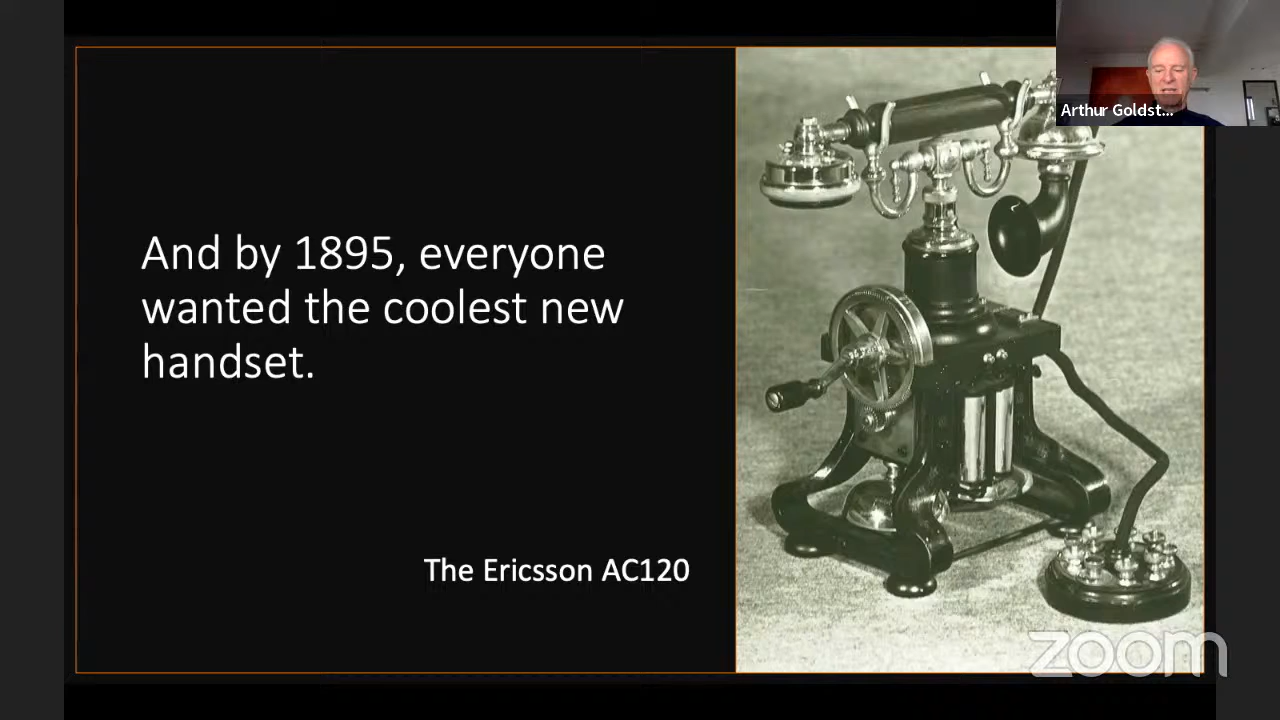 Arthur Goldst...
And by 1895, everyone
wanted the coolest new
handset.
The Ericsson AC120
zoom